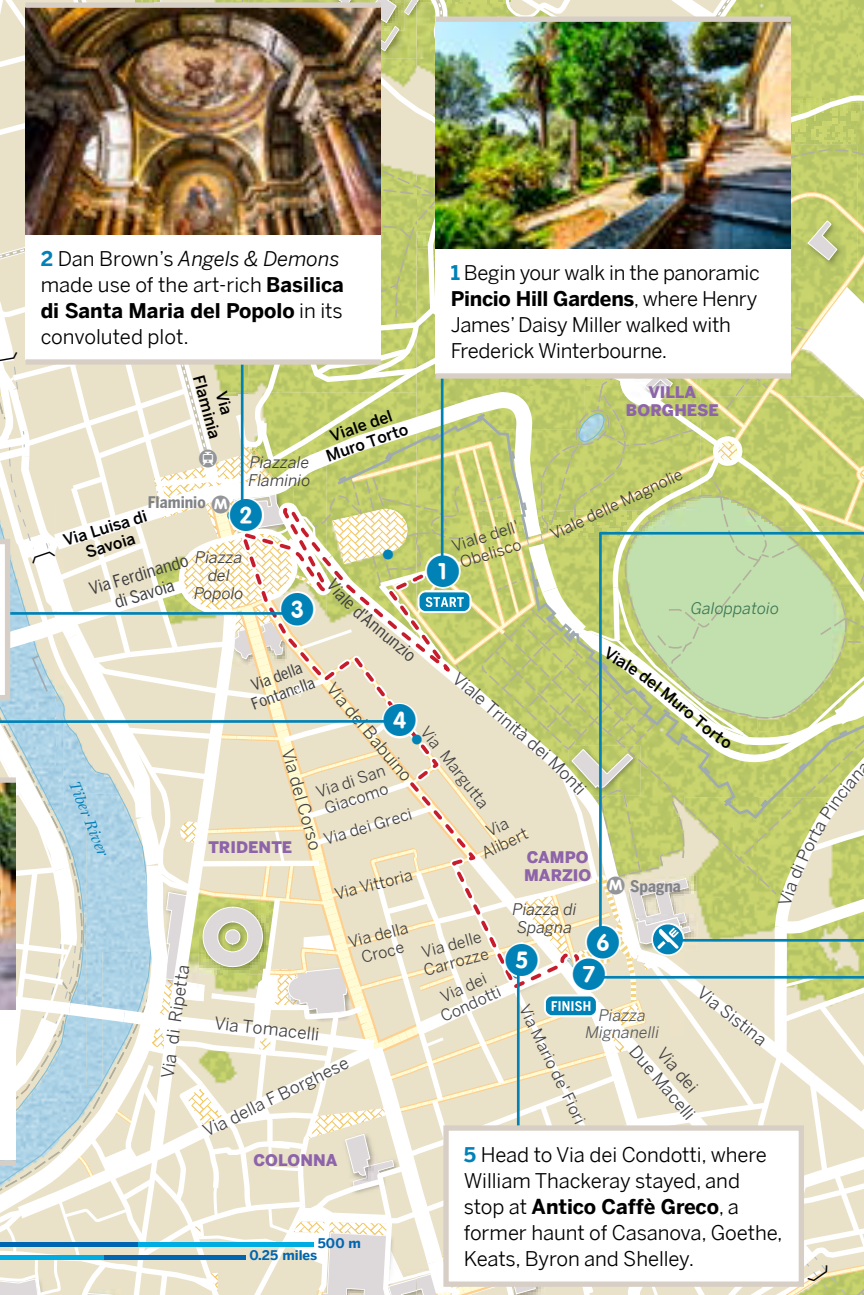 2 Dan Brown's Angels & Demons
made use of the art-rich Basilica
di Santa Maria del Popolo in its
convoluted plot.
1 Begin your walk in the panoramic
Pincio Hill Gardens, where Henry
James' Daisy Miller walked with
Frederick Winterbourne.
Via
Flaminia
VILLA
BORGHESE
Viale del
Muro Torto
Piazzale
Flaminio
Flaminio M
2
Via Luisa di
Savoia
Viale delle Magnolie
Viale dell'
Obelisco
Piazza
del
Popolo
Via Ferdinando
di Savoia
1
START
Viale d'Annunzio
3
Galoppatoio
Via della
Fontanella
Viale del Muro Torto
Viale Trinità dei Monti
4
Via del Babuino
Via Margutta
Via del Corso
Via di San
Giacomo
Via dei Greci
Tiber River
Via di Porta Pinciana
TRIDENTE
Via
Alibert
CAMPO
MARZIO
Via Vittoria
M Spagna
Piazza di
Spagna
Via della
Croce
Via delle
Carrozze
5
6
7
FINISH
Via dei
Condotti
Via di Ripetta
Via Tomacelli
Piazza
Mignanelli
Via Sistina
Via Mario de' Fiori
Via dei
Due Macelli
Via della F Borghese
COLONNA
5 Head to Via dei Condotti, where
William Thackeray stayed, and
stop at Antico Caffè Greco, a
former haunt of Casanova, Goethe,
Keats, Byron and Shelley.
500 m
0.25 miles